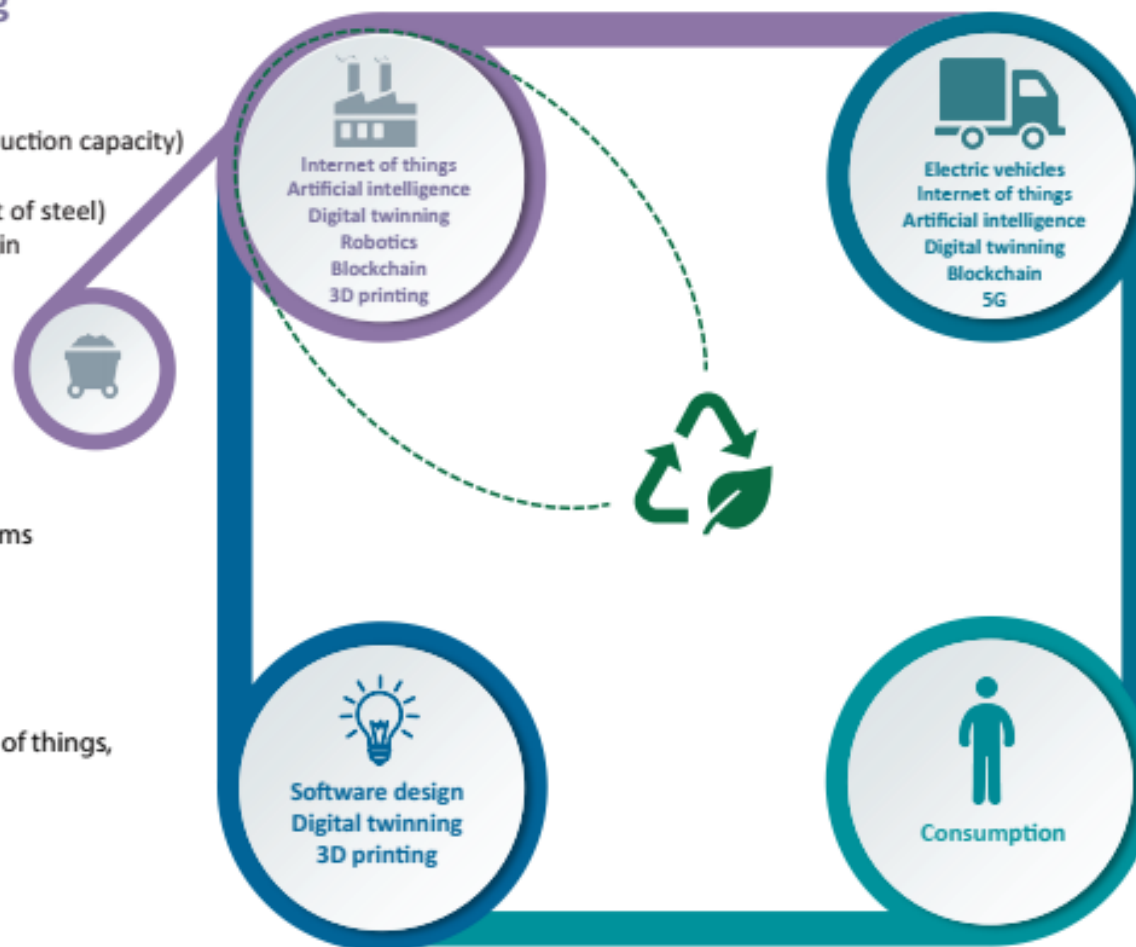 g
uction capacity)
t of steel)
in
ms
of things,
Internet of things
Artificial intelligence
Digital twinning
Robotics
Blockchain
3D printing
Electric vehicles
Internet of things
Artificial intelligence
Digital twinning
Blockchain
5G
Software design
Digital twinning
3D printing
Consumption